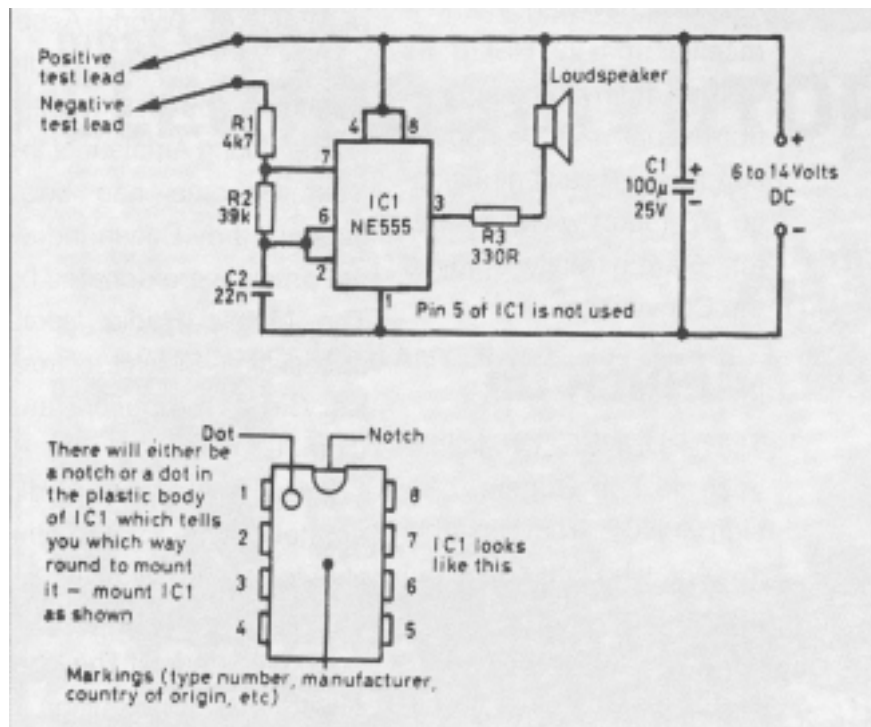 Positive
test lead
Negative
test lead
R1
4k7
R2
39k
C2
22n
4
8
7
6
2
3
1
IC1
NE555
R3
330R
Loudspeaker
C1
100µ
25V
+
-
6 to 14 Volts
DC
+
-
Pin 5 of IC1 is not used
There will either be
a notch or a dot in
the plastic body
of IC1 which tells
you which way
round to mount
it - mount IC1
as shown
Dot
Notch
1
2
3
4
8
7
6
5
IC1 looks
like this
Markings (type number, manufacturer,
country of origin, etc)